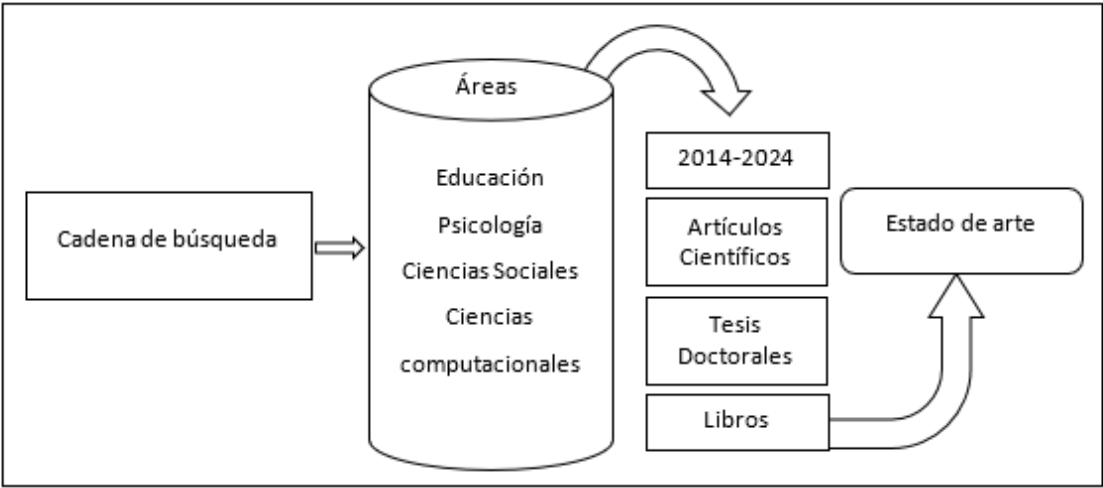 Cadena de búsqueda
Áreas
Educación
Psicología
Ciencias Sociales
Ciencias
computacionales
2014-2024
Artículos
Científicos
Tesis
Doctorales
Libros
Estado de arte